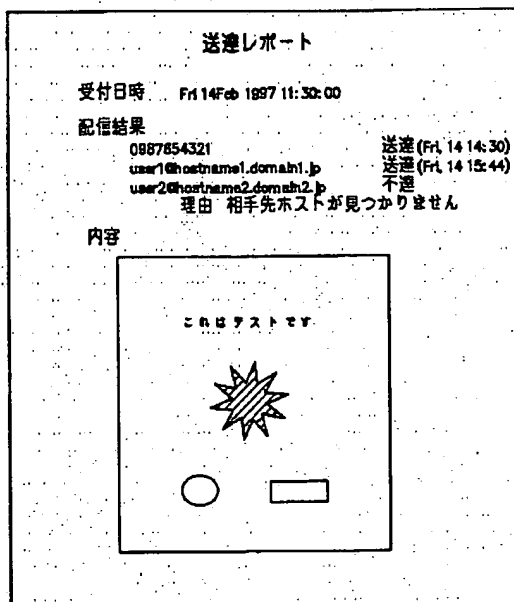 送達レポート
受付日時 Fri 14Feb 1997 11:30:00
配信結果
0987654321 送達(Fri, 14 14:30)
user1@hostname1.domain1.jp 送達(Fri, 14 15:44)
user2@hostname2.domain2.jp 不達
理由 相手先ホストが見つかりません
内容
これはテストです